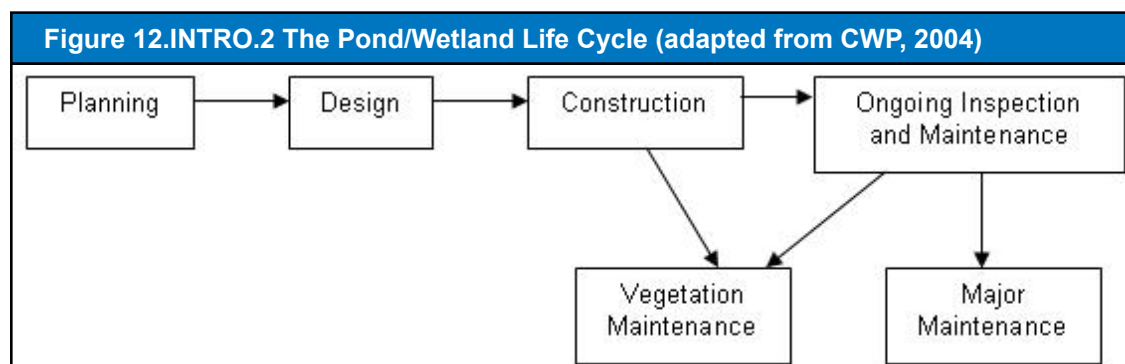 Figure 12.INTRO.2 The Pond/Wetland Life Cycle (adapted from CWP, 2004)
Planning
Design
Construction
Ongoing Inspection
and Maintenance
Vegetation
Maintenance
Major
Maintenance